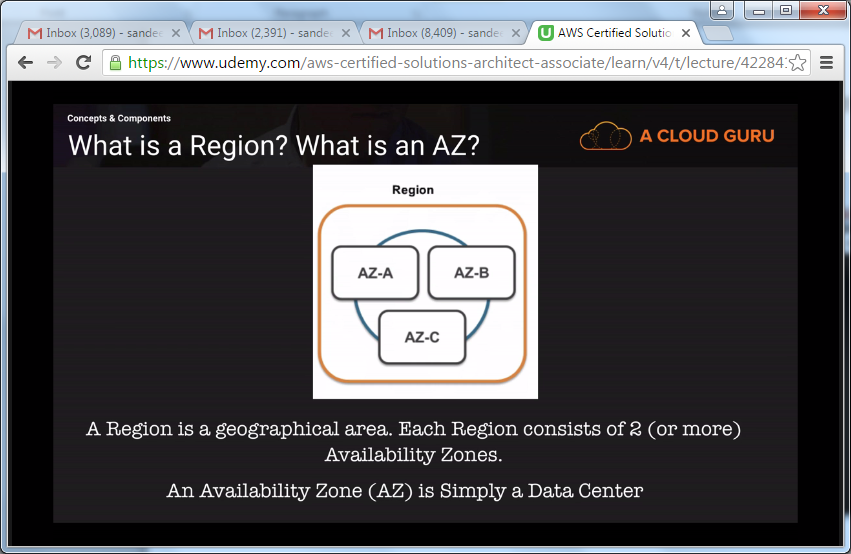 Inbox (3,089) - sandee
Inbox (2,391) - sandee
Inbox (8,409) - sandee
AWS Certified Solutio
https://www.udemy.com/aws-certified-solutions-architect-associate/learn/v4/t/lecture/42284
Concepts & Components
What is a Region? What is an AZ?
A CLOUD GURU
Region
AZ-A
AZ-B
AZ-C
A Region is a geographical area. Each Region consists of 2 (or more)
Availability Zones.
An Availability Zone (AZ) is Simply a Data Center